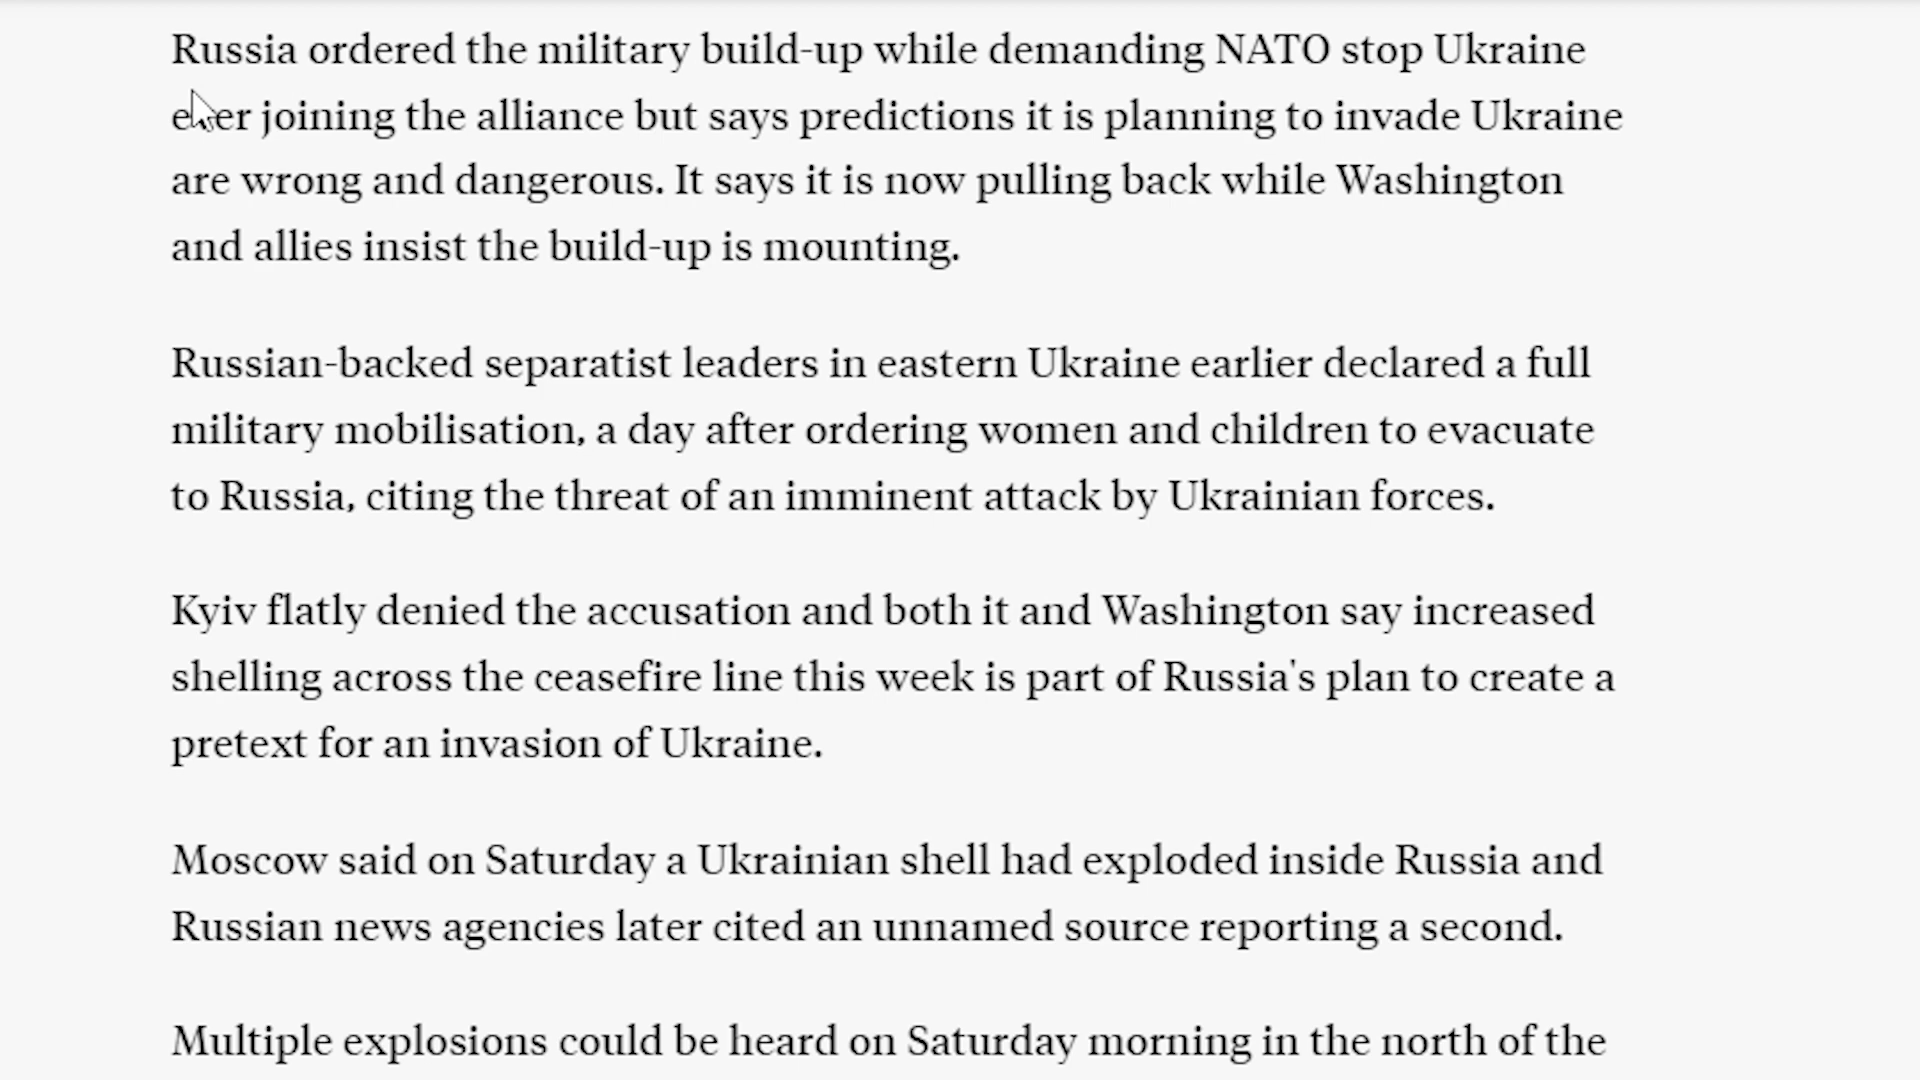 Russia ordered the military build-up while demanding NATO stop Ukraine
ever joining the alliance but says predictions it is planning to invade Ukraine
are wrong and dangerous. It says it is now pulling back while Washington
and allies insist the build-up is mounting.
Russian-backed separatist leaders in eastern Ukraine earlier declared a full
military mobilisation, a day after ordering women and children to evacuate
to Russia, citing the threat of an imminent attack by Ukrainian forces.
Kyiv flatly denied the accusation and both it and Washington say increased
shelling across the ceasefire line this week is part of Russia's plan to create a
pretext for an invasion of Ukraine.
Moscow said on Saturday a Ukrainian shell had exploded inside Russia and
Russian news agencies later cited an unnamed source reporting a second.
Multiple explosions could be heard on Saturday morning in the north of the